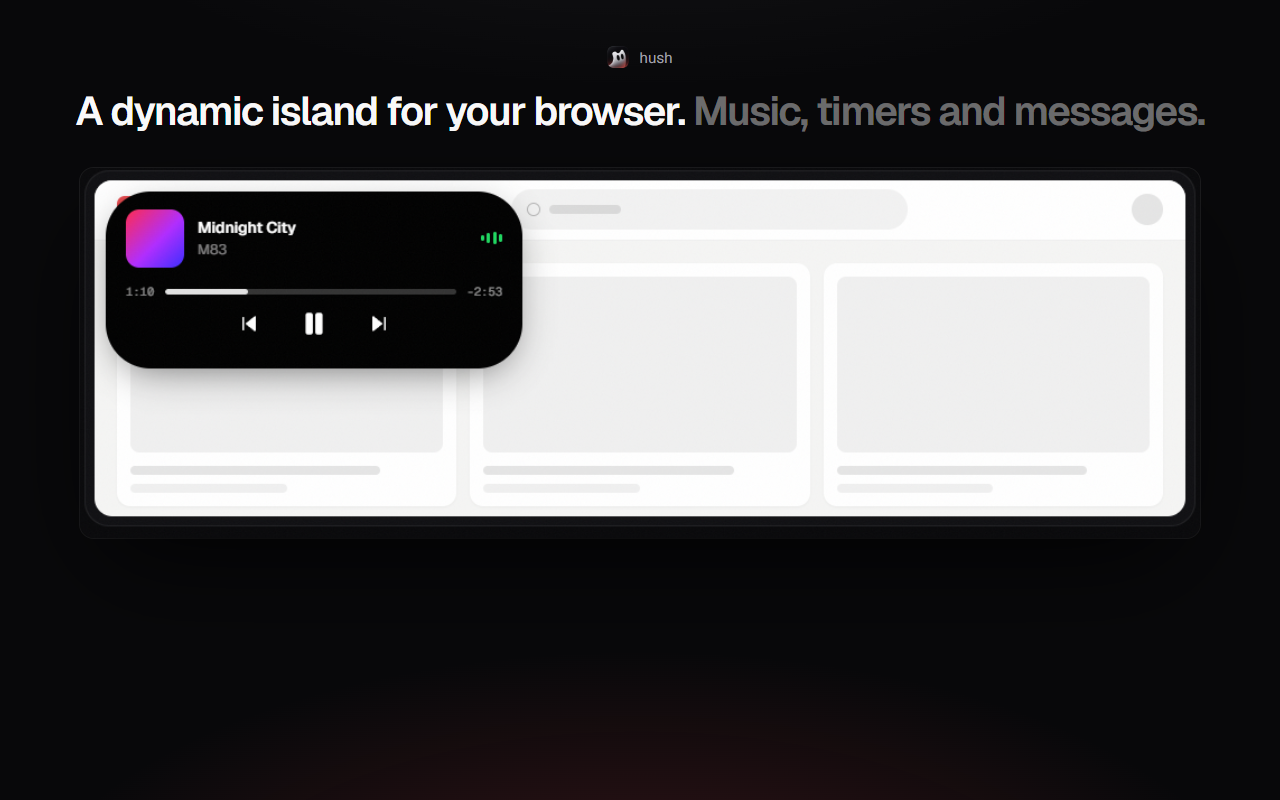 hush
A dynamic island for your browser. Music, timers and messages.
Midnight City
M83
1:10
-2:53